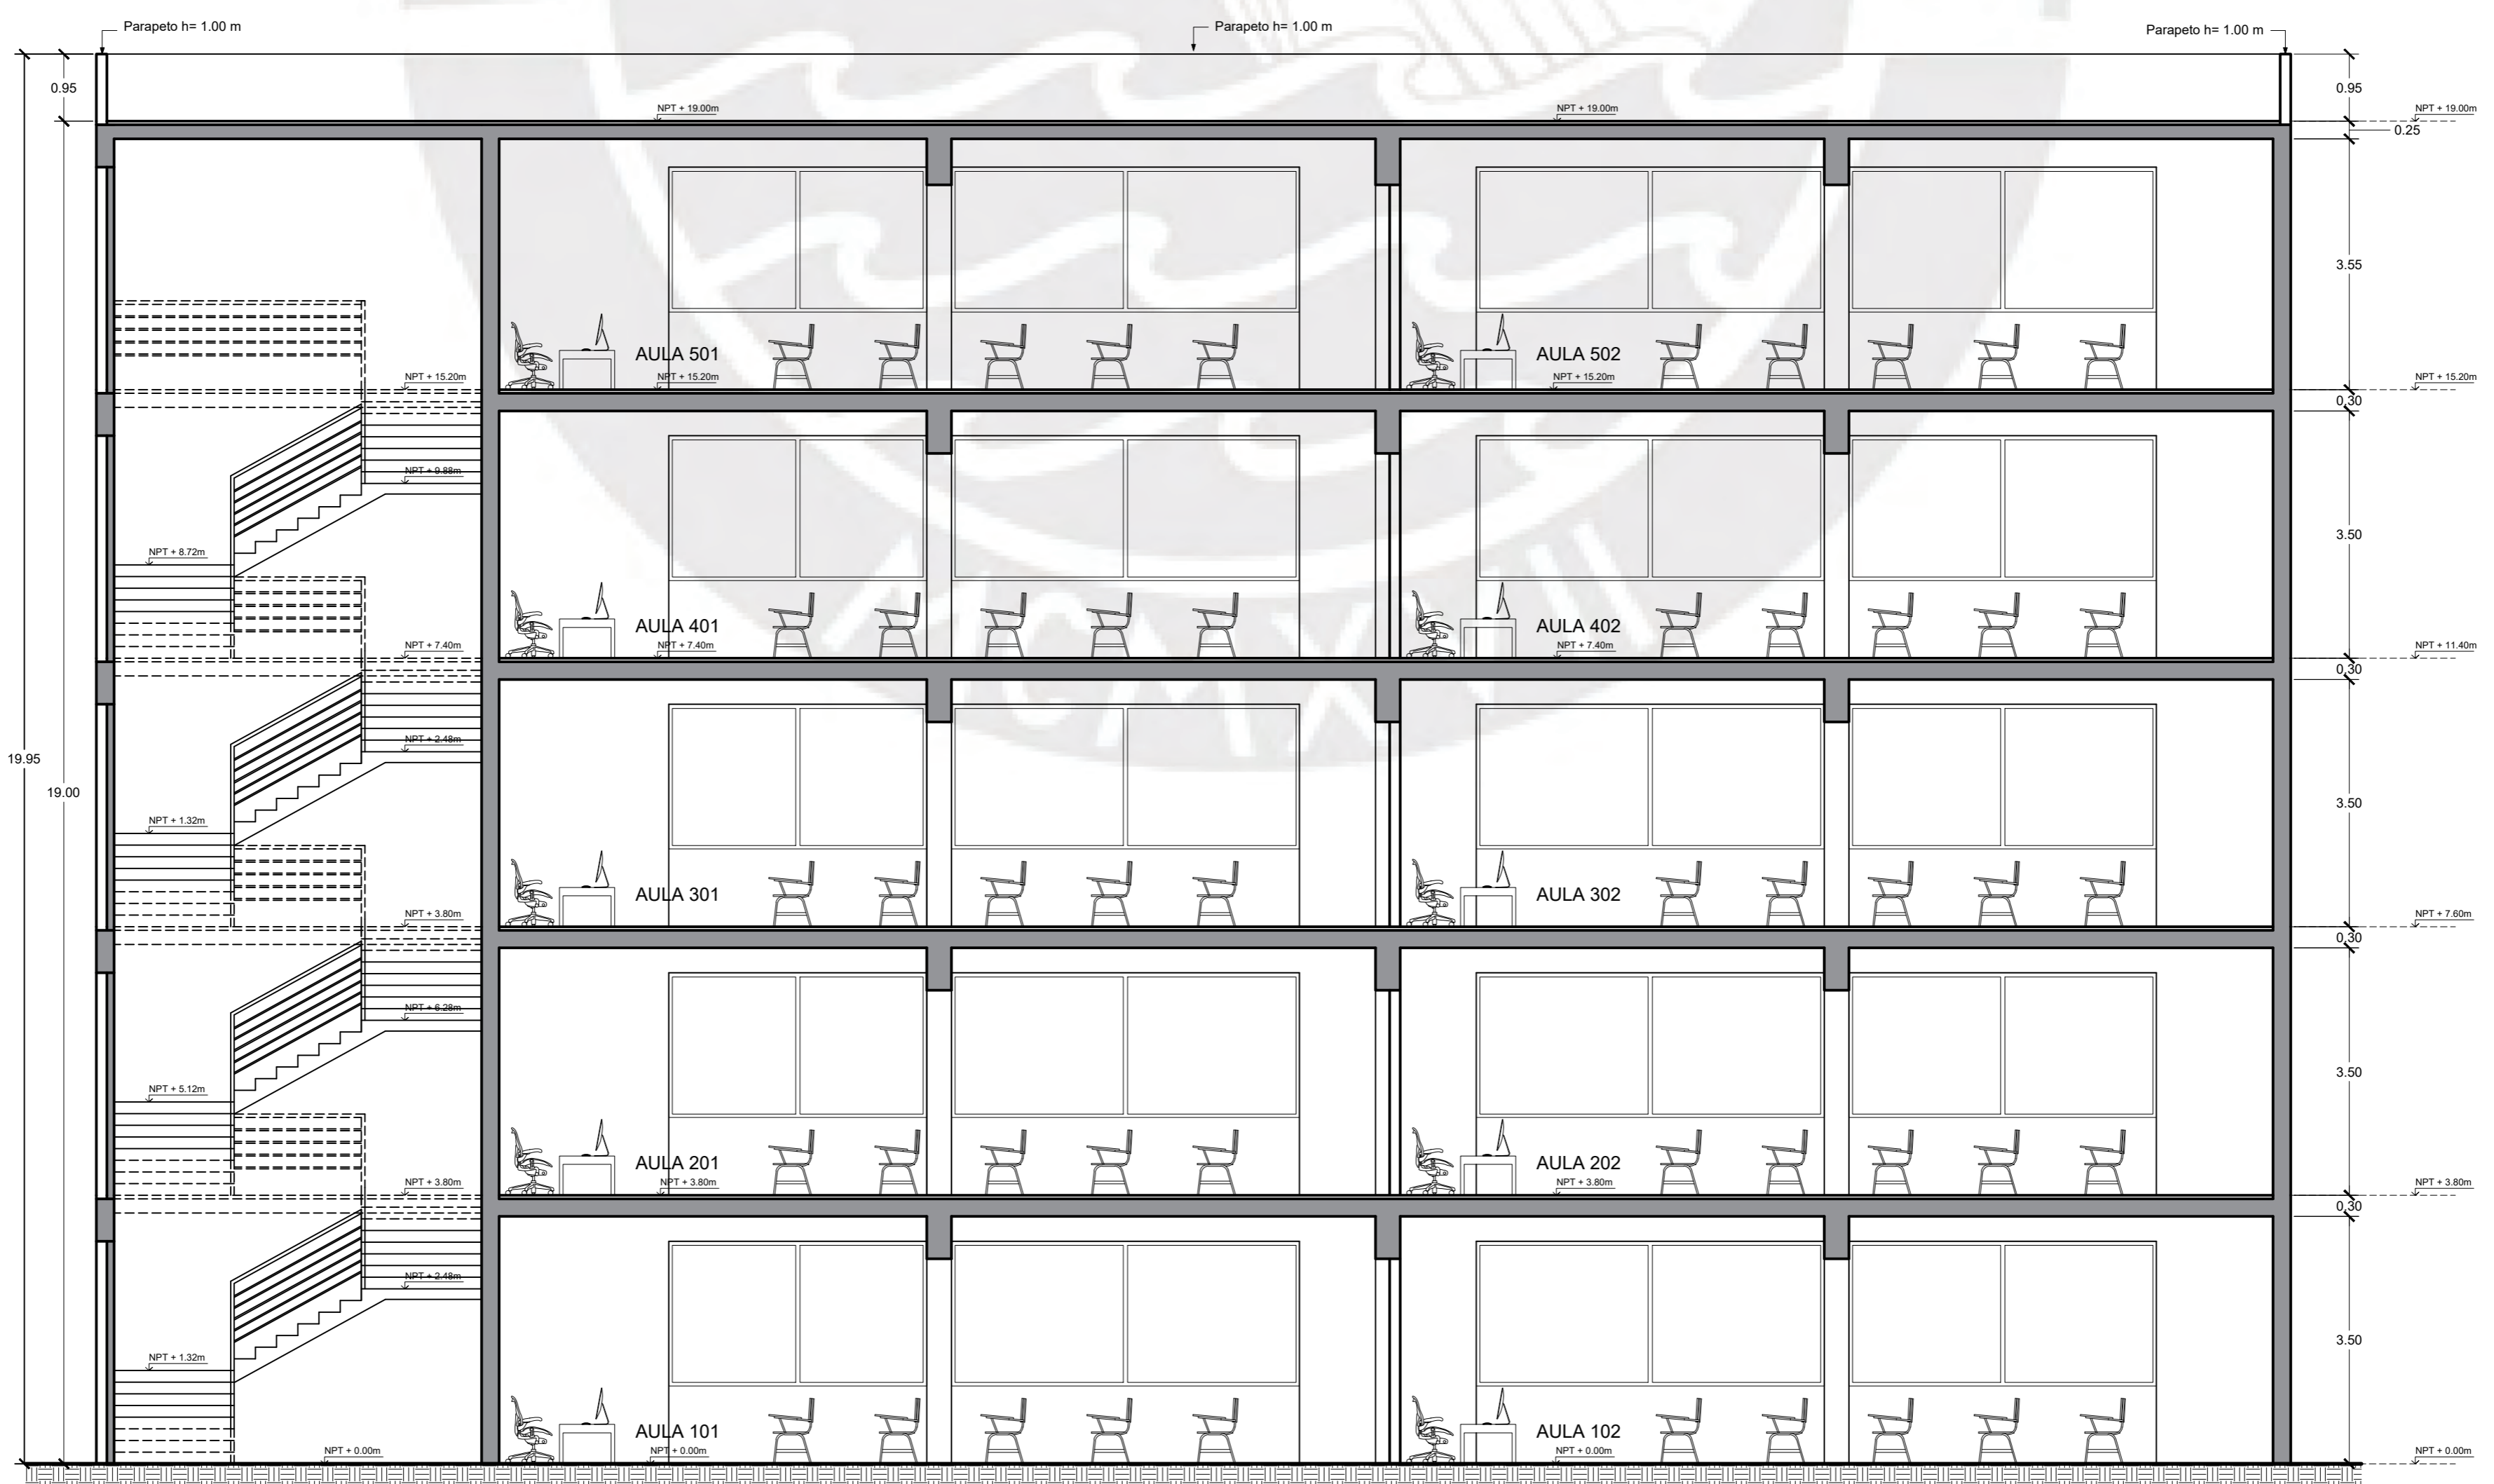 Parapeto h= 1.00 m
Parapeto h= 1.00 m
Parapeto h= 1.00 m
0.95
0.95
NPT + 19.00m
NPT + 19.00m
NPT + 19.00m
0.25
3.55
AULA 501
AULA 502
NPT + 15.20m
NPT + 15.20m
NPT + 15.20m
NPT + 15.20m
0.30
NPT + 9.88m
3.50
NPT + 8.72m
AULA 401
AULA 402
NPT + 7.40m
NPT + 7.40m
NPT + 7.40m
NPT + 11.40m
0.30
NPT + 2.48m
19.95
19.00
3.50
NPT + 1.32m
AULA 301
AULA 302
NPT + 3.80m
NPT + 7.60m
0.30
NPT + 6.28m
3.50
NPT + 5.12m
AULA 201
AULA 202
NPT + 3.80m
NPT + 3.80m
NPT + 3.80m
NPT + 3.80m
0.30
NPT + 2.48m
3.50
NPT + 1.32m
AULA 101
AULA 102
NPT + 0.00m
NPT + 0.00m
NPT + 0.00m
NPT + 0.00m